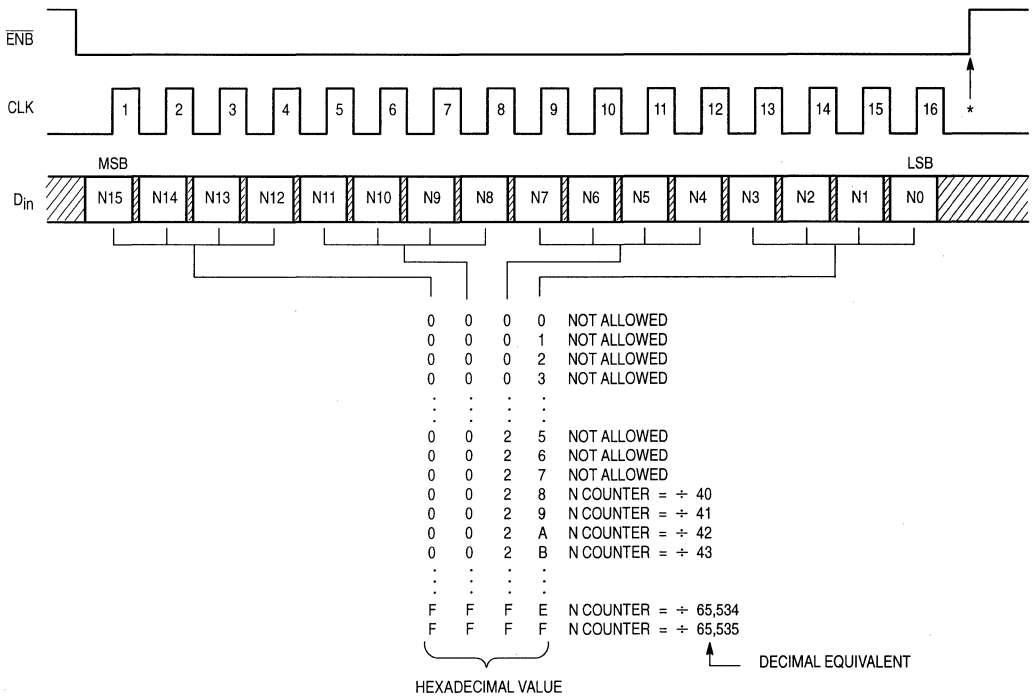 ENB
CLK 1 2 3 4 5 6 7 8 9 10 11 12 13 14 15 16 *
MSB LSB
Din N15 N14 N13 N12 N11 N10 N9 N8 N7 N6 N5 N4 N3 N2 N1 N0
0 0 0 0 NOT ALLOWED
0 0 0 1 NOT ALLOWED
0 0 0 2 NOT ALLOWED
0 0 0 3 NOT ALLOWED
. . . .
. . . .
. . . .
0 0 2 5 NOT ALLOWED
0 0 2 6 NOT ALLOWED
0 0 2 7 NOT ALLOWED
0 0 2 8 N COUNTER = ÷ 40
0 0 2 9 N COUNTER = ÷ 41
0 0 2 A N COUNTER = ÷ 42
0 0 2 B N COUNTER = ÷ 43
. . . .
. . . .
. . . .
F F F E N COUNTER = ÷ 65,534
F F F F N COUNTER = ÷ 65,535
DECIMAL EQUIVALENT
HEXADECIMAL VALUE